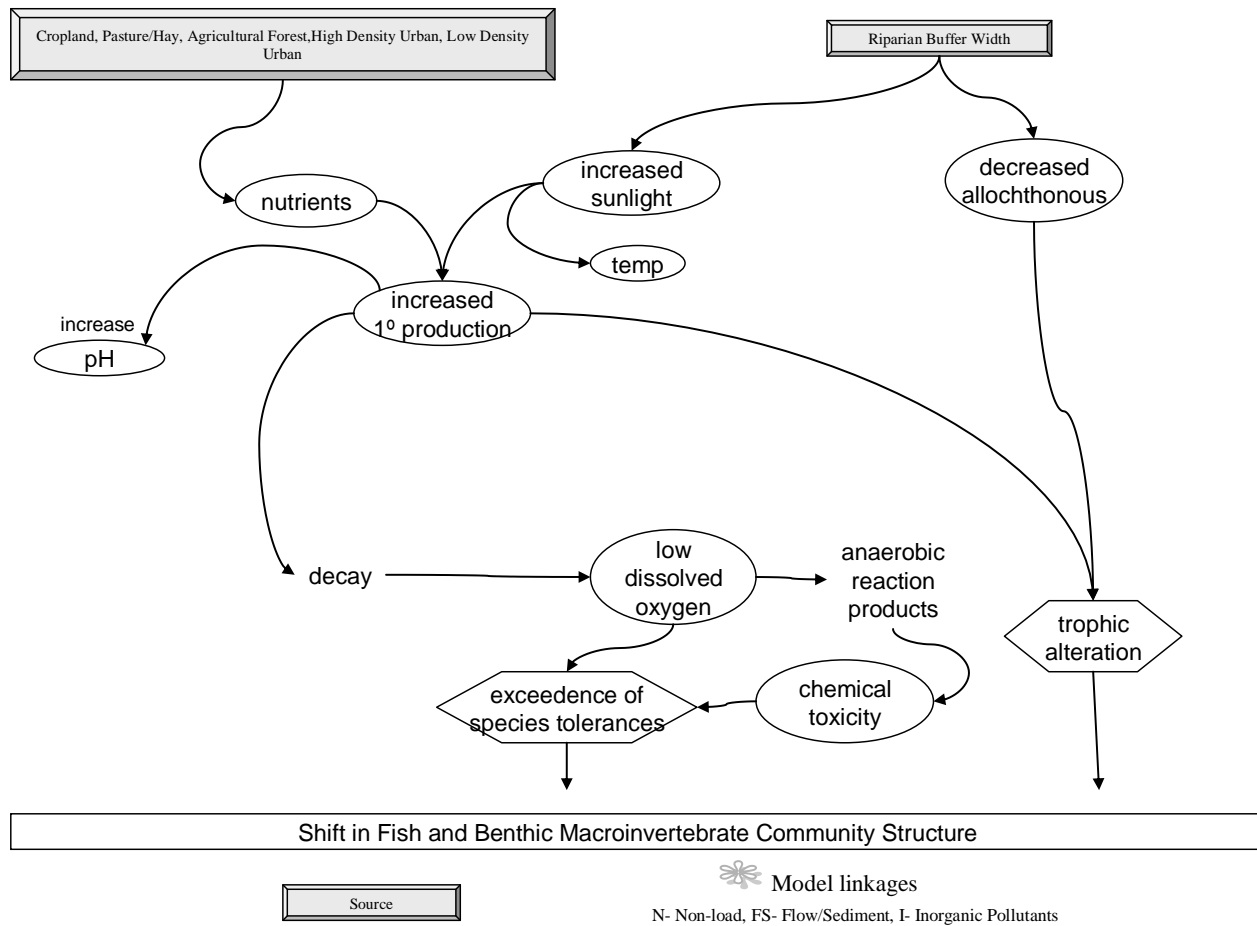 Cropland, Pasture/Hay, Agricultural Forest,High Density Urban, Low Density
Urban
Riparian Buffer Width
increased
sunlight
decreased
allochthonous
nutrients
temp
increased
1º production
increase
pH
decay
low
dissolved
oxygen
anaerobic
reaction
products
trophic
alteration
exceedence of
species tolerances
chemical
toxicity
Shift in Fish and Benthic Macroinvertebrate Community Structure
Source
Model linkages
N- Non-load, FS- Flow/Sediment, I- Inorganic Pollutants